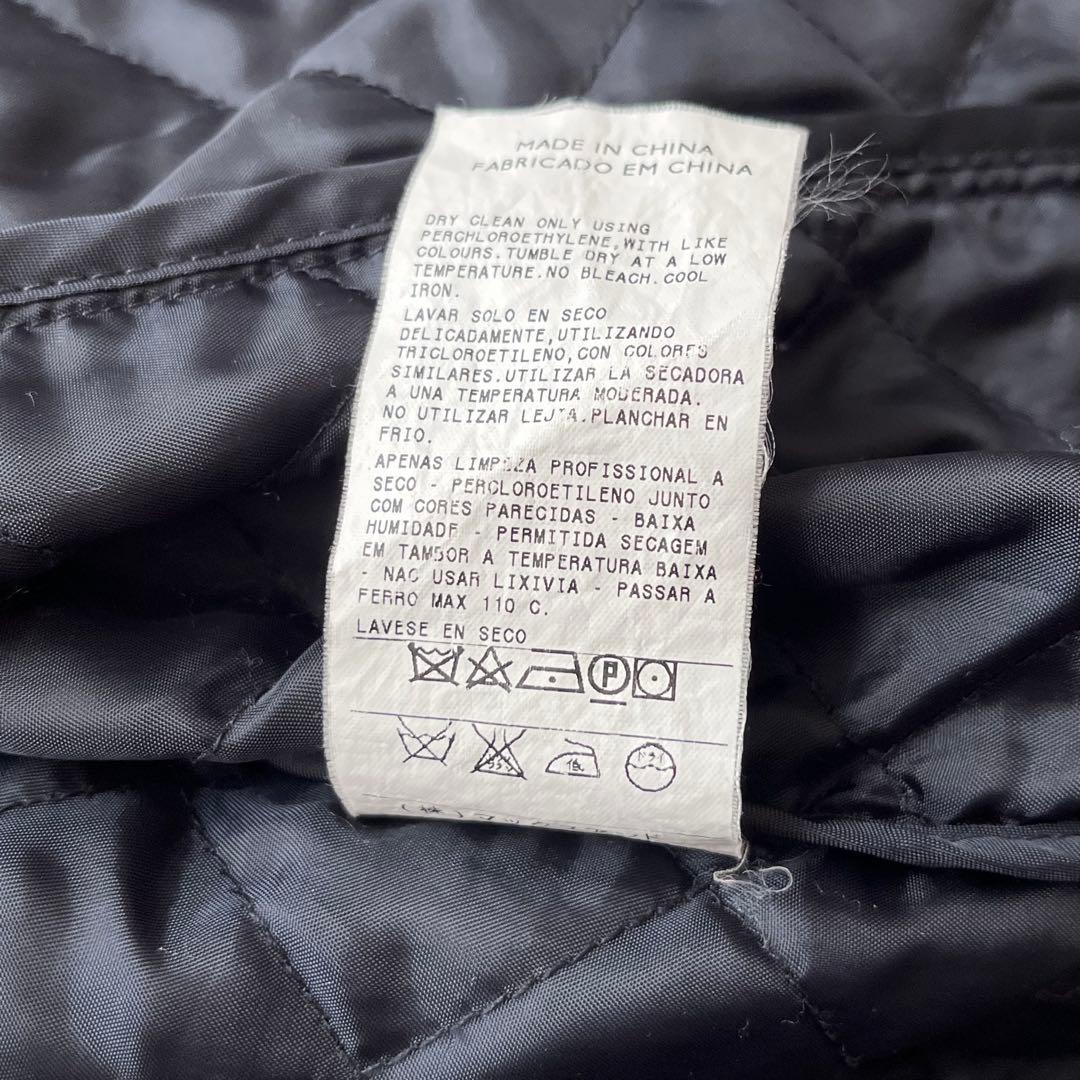 MADE IN CHINA
FABRICADO EM CHINA
DRY CLEAN ONLY USING
PERCHLOROETHYLENE,WITH LIKE
COLOURS.TUMBLE DRY AT A LOW
TEMPERATURE.NO BLEACH.COOL
IRON.
LAVAR SOLO EN SECO
DELICADAMENTE,UTILIZANDO
TRICLOROETILENO,CON COLORES
SIMILARES.UTILIZAR LA SECADORA
A UNA TEMPERATURA MODERADA.
NO UTILIZAR LEJIA.PLANCHAR EN
FRIO.
APENAS LIMPEZA PROFISSIONAL A
SECO - PERCLOROETILENO JUNTO
COM CORES PARECIDAS - BAIXA
HUMIDADE - PERMITIDA SECAGEM
EM TAMBOR A TEMPERATURA BAIXA
- NAO USAR LIXIVIA - PASSAR A
FERRO MAX 110 C.
LAVESE EN SECO
P
低